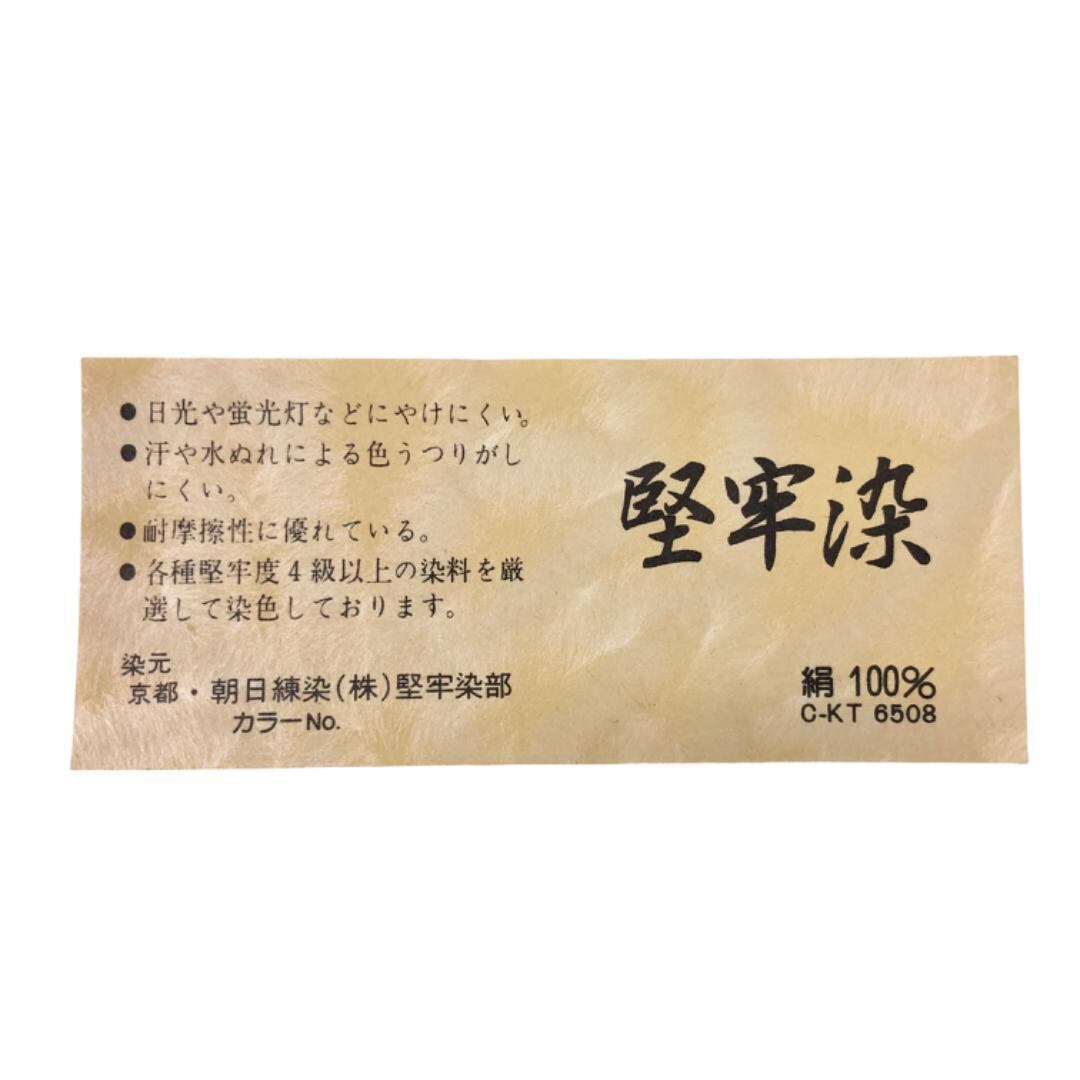 ●日光や蛍光灯などにやけにくい。
●汗や水ぬれによる色うつりがし
にくい。
●耐摩擦性に優れている。
●各種堅牢度4級以上の染料を厳
選して染色しております。
染元
京都・朝日練染(株)堅牢染部
カラーNo.
堅牢染
絹 100%
C-KT 6508